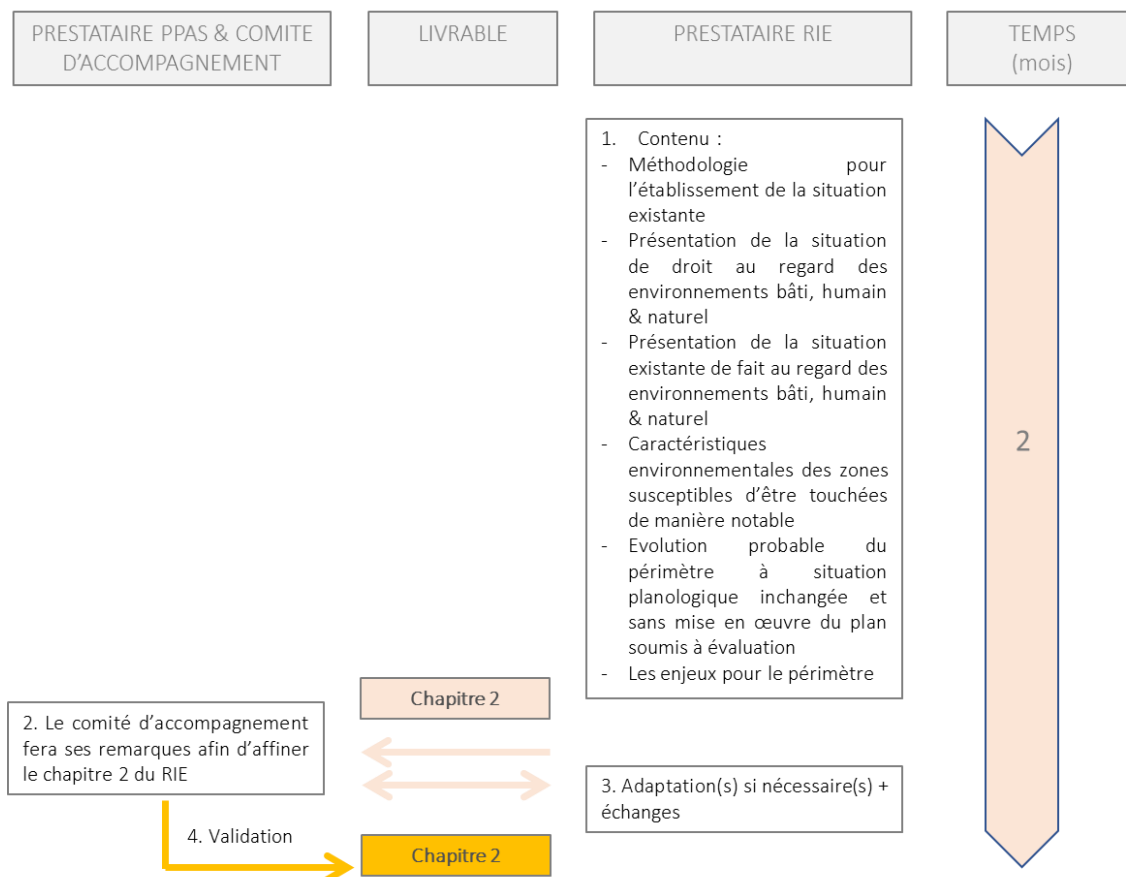 PRESTATAIRE PPAS & COMITE
D’ACCOMPAGNEMENT
LIVRABLE
PRESTATAIRE RIE
TEMPS
(mois)
1. Contenu :
- Méthodologie pour
l’établissement de la situation
existante
- Présentation de la situation
de droit au regard des
environnements bâti, humain
& naturel
- Présentation de la situation
existante de fait au regard des
environnements bâti, humain
& naturel
- Caractéristiques
environnementales des zones
susceptibles d’être touchées
de manière notable
- Evolution probable du
périmètre à situation
planologique inchangée et
sans mise en œuvre du plan
soumis à évaluation
- Les enjeux pour le périmètre
2
Chapitre 2
2. Le comité d’accompagnement
fera ses remarques afin d’affiner
le chapitre 2 du RIE
3. Adaptation(s) si nécessaire(s) +
échanges
4. Validation
Chapitre 2